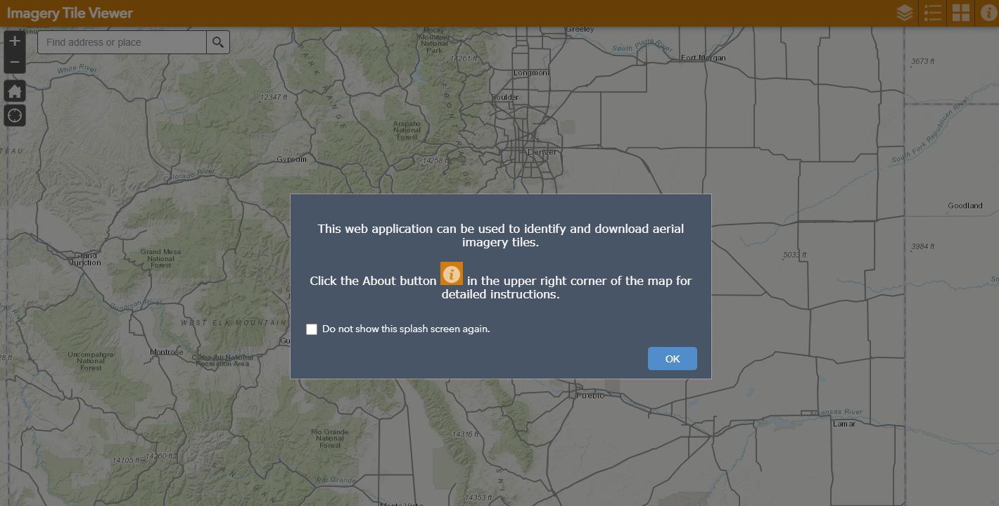 Imagery Tile Viewer
Find address or place
Greeley
Rocky
Mountain
National
Park
14261 ft
South Platte River
Fort Morgan
3673 ft
White River
PARK RANGE
Longmont
12347 ft
Boulder
FRONT RANGE
Arapaho
National
Forest
South Fork Republican River
TEAU
Gypsum
14258 ft
Denver
Colorado River
Goodland
This web application can be used to identify and download aerial
imagery tiles.
Click the About button i in the upper right corner of the map for
detailed instructions.
Do not show this splash screen again.
OK
Grand
Junction
Grand Mesa
National
Forest
3984 ft
5033 ft
Gunnison River
WEST ELK MOUNTAIN
Gu
Montrose
Uncompahgre
National
Forest
28 ft
Curecanti National
Recreation Area
Pueblo
Arkansas River
Lamar
Rio Grande
National
Forest
14316 ft
14105 ft
14260 ft
SAN JUAN
Rio Grande
14353 ft
Monte Vista